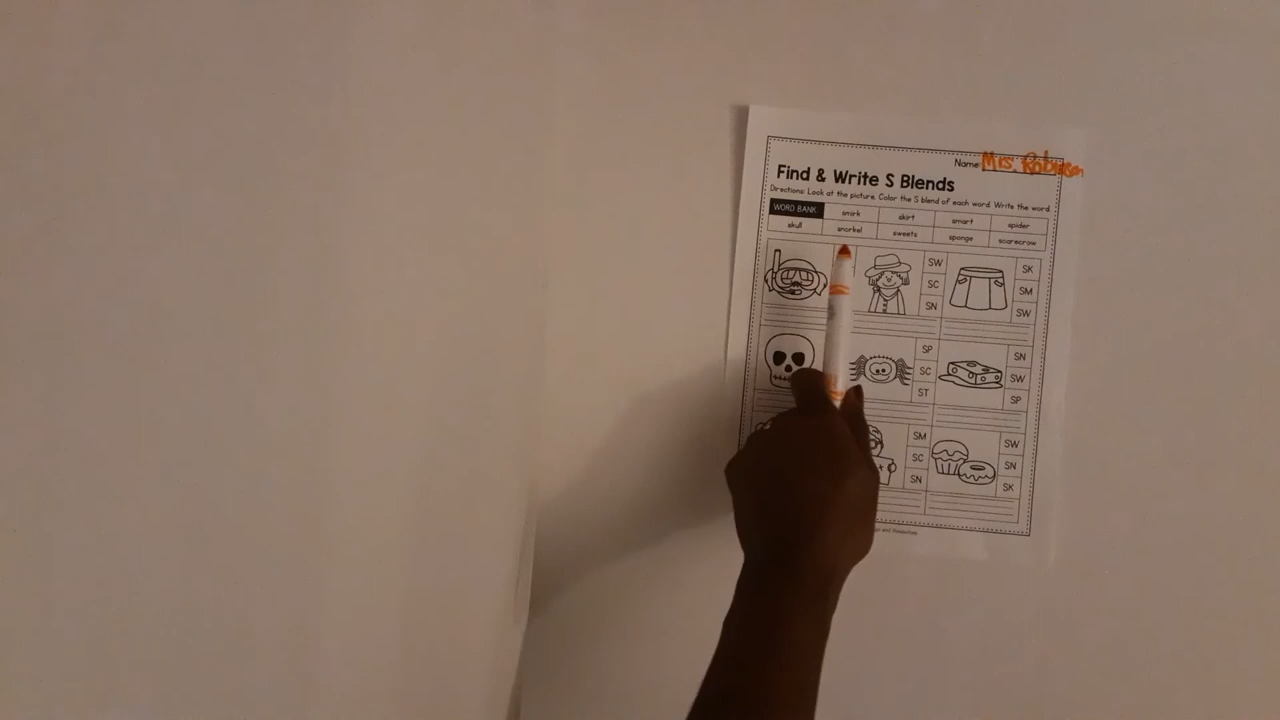 Name Mis. Robinson
Find & Write S Blends
Directions: Look at the picture. Color the S blend of each word. Write the word.
WORD BANK smirk skirt smart spider
skull snorkel sweets sponge scarecrow
SW SK
SC SM
SN SW
SP SN
SC SW
ST SP
SM SW
SC SN
SN SK